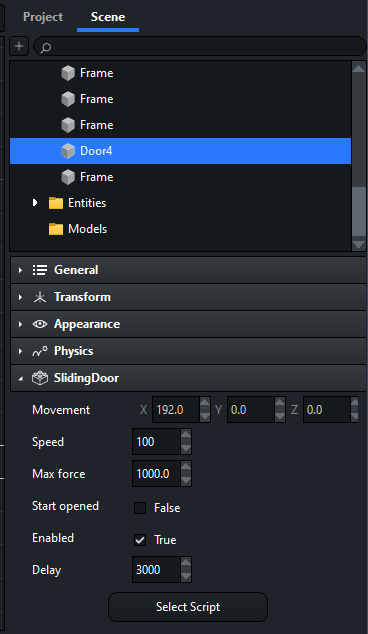 Project Scene
Frame
Frame
Frame
Door4
Frame
Entities
Models
General
Transform
Appearance
Physics
SlidingDoor
Movement X 192.0 Y 0.0 Z 0.0
Speed 100
Max force 1000.0
Start opened False
Enabled True
Delay 3000
Select Script